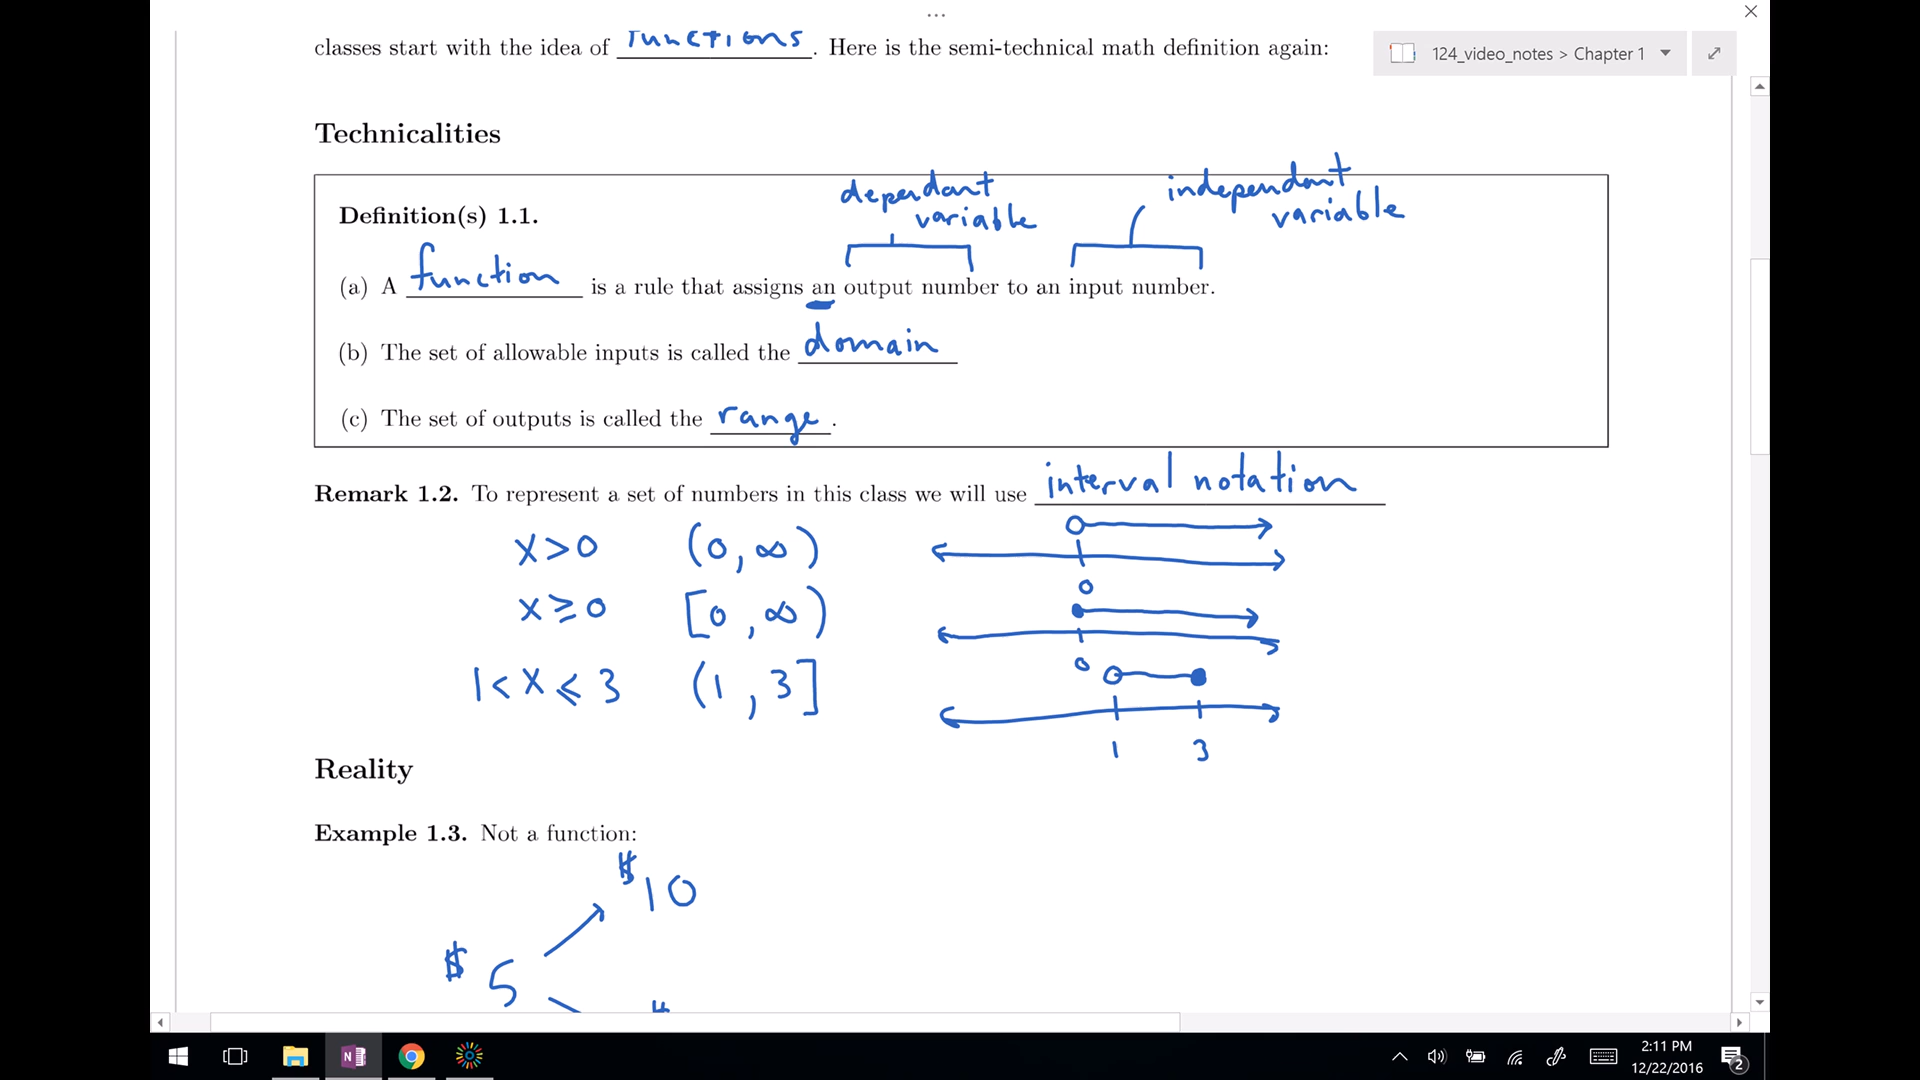 ...
classes start with the idea of functions. Here is the semi-technical math definition again:
124_video_notes > Chapter 1
Technicalities
dependant variable
independant variable
Definition(s) 1.1.
(a) A function is a rule that assigns an output number to an input number.
(b) The set of allowable inputs is called the domain
(c) The set of outputs is called the range.
Remark 1.2. To represent a set of numbers in this class we will use interval notation
x>0 (0, ∞)
0
x≥0 [0, ∞)
0
1<x≤3 (1, 3]
1 3
Reality
Example 1.3. Not a function:
$10
$5
N
2:11 PM
12/22/2016
2